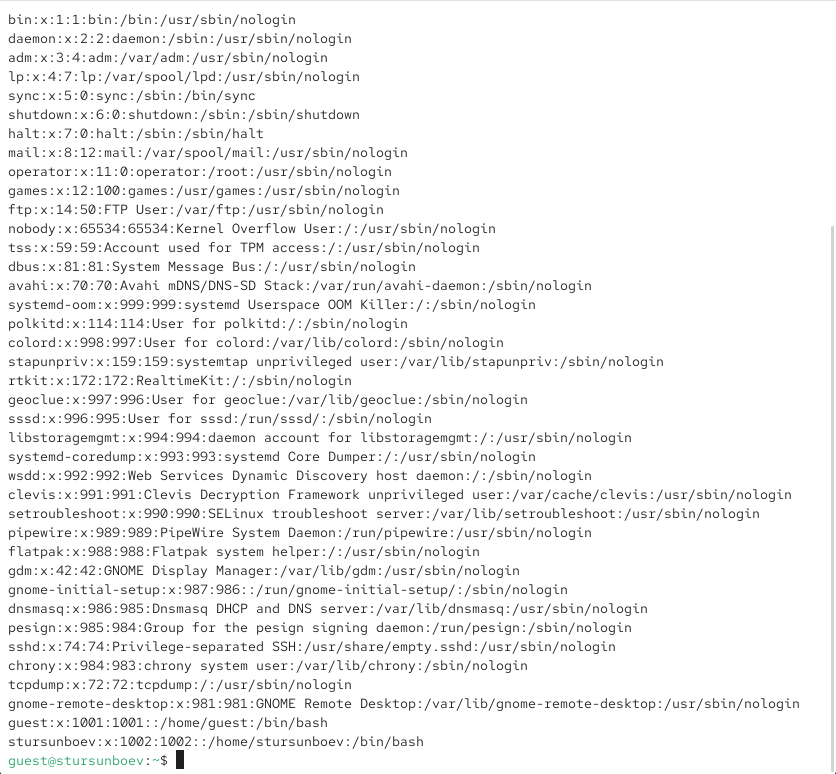 bin:x:1:1:bin:/bin:/usr/sbin/nologin
daemon:x:2:2:daemon:/sbin:/usr/sbin/nologin
adm:x:3:4:adm:/var/adm:/usr/sbin/nologin
lp:x:4:7:lp:/var/spool/lpd:/usr/sbin/nologin
sync:x:5:0:sync:/sbin:/bin/sync
shutdown:x:6:0:shutdown:/sbin:/sbin/shutdown
halt:x:7:0:halt:/sbin:/sbin/halt
mail:x:8:12:mail:/var/spool/mail:/usr/sbin/nologin
operator:x:11:0:operator:/root:/usr/sbin/nologin
games:x:12:100:games:/usr/games:/usr/sbin/nologin
ftp:x:14:50:FTP User:/var/ftp:/usr/sbin/nologin
nobody:x:65534:65534:Kernel Overflow User:/:/usr/sbin/nologin
tss:x:59:59:Account used for TPM access:/:/usr/sbin/nologin
dbus:x:81:81:System Message Bus:/:/usr/sbin/nologin
avahi:x:70:70:Avahi mDNS/DNS-SD Stack:/var/run/avahi-daemon:/sbin/nologin
systemd-oom:x:999:999:systemd Userspace OOM Killer:/:/usr/sbin/nologin
polkitd:x:114:114:User for polkitd:/:/sbin/nologin
colord:x:998:997:User for colord:/var/lib/colord:/sbin/nologin
stapunpriv:x:159:159:systemtap unprivileged user:/var/lib/stapunpriv:/sbin/nologin
rtkit:x:172:172:RealtimeKit:/:/sbin/nologin
geoclue:x:997:996:User for geoclue:/var/lib/geoclue:/sbin/nologin
sssd:x:996:995:User for sssd:/run/sssd/:/sbin/nologin
libstoragemgmt:x:994:994:daemon account for libstoragemgmt:/:/usr/sbin/nologin
systemd-coredump:x:993:993:systemd Core Dumper:/:/usr/sbin/nologin
wsdd:x:992:992:Web Services Dynamic Discovery host daemon:/:/sbin/nologin
clevis:x:991:991:Clevis Decryption Framework unprivileged user:/var/cache/clevis:/usr/sbin/nologin
setroubleshoot:x:990:990:SELinux troubleshoot server:/var/lib/setroubleshoot:/usr/sbin/nologin
pipewire:x:989:989:PipeWire System Daemon:/run/pipewire:/usr/sbin/nologin
flatpak:x:988:988:Flatpak system helper:/:/usr/sbin/nologin
gdm:x:42:42:GNOME Display Manager:/var/lib/gdm:/usr/sbin/nologin
gnome-initial-setup:x:987:986::/run/gnome-initial-setup/:/sbin/nologin
dnsmasq:x:986:985:Dnsmasq DHCP and DNS server:/var/lib/dnsmasq:/usr/sbin/nologin
pesign:x:985:984:Group for the pesign signing daemon:/run/pesign:/sbin/nologin
sshd:x:74:74:Privilege-separated SSH:/usr/share/empty.sshd:/usr/sbin/nologin
chrony:x:984:983:chrony system user:/var/lib/chrony:/sbin/nologin
tcpdump:x:72:72:tcpdump:/:/usr/sbin/nologin
gnome-remote-desktop:x:981:981:GNOME Remote Desktop:/var/lib/gnome-remote-desktop:/usr/sbin/nologin
guest:x:1001:1001::/home/guest:/bin/bash
stursunboev:x:1002:1002::/home/stursunboev:/bin/bash
guest@stursunboev:~$